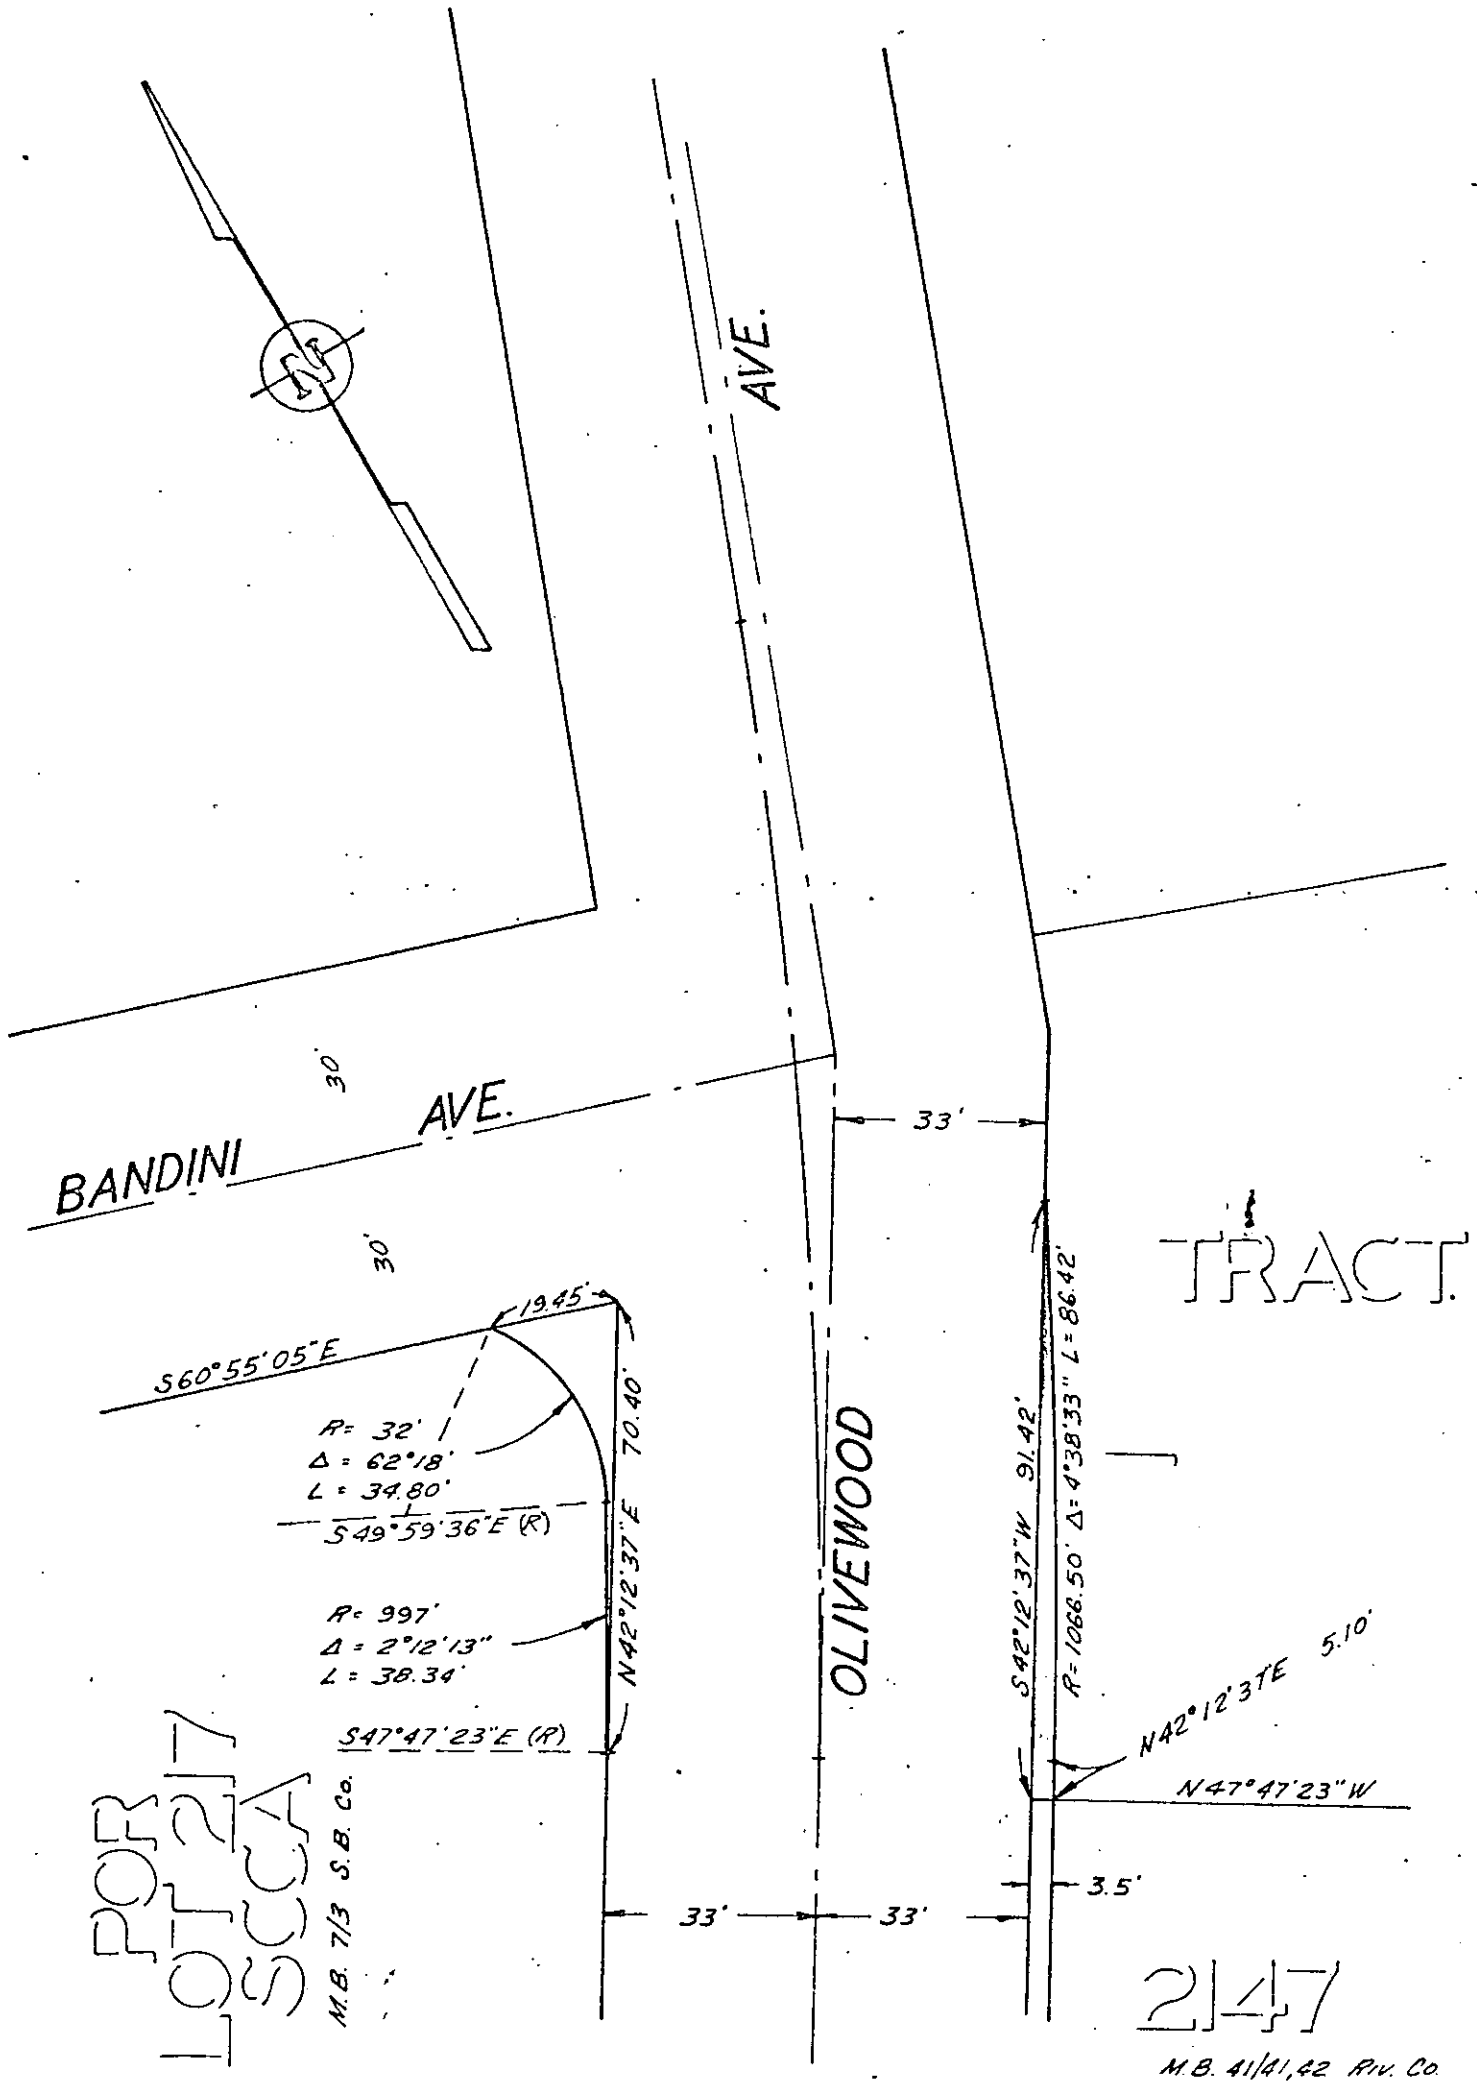 N
AVE.
30'
BANDINI AVE.
33'
30'
TRACT
19.45'
S60°55'05"E
R= 32'
Δ = 62°18'
L = 34.80'
S49°59'36"E (R)
N42°12'37"E 70.40'
R= 997'
Δ = 2°12'13"
L = 38.34'
S47°47'23"E (R)
OLIVEWOOD
S42°12'37"W 91.42'
R=1066.50' Δ=4°38'33" L=86.42'
N42°12'37"E 5.10'
N47°47'23"W
POR
LOT 217
SCCA
M.B. 7/3 S.B. Co.
33'
33'
3.5'
2147
M.B. 41/41,42 RIV. CO.